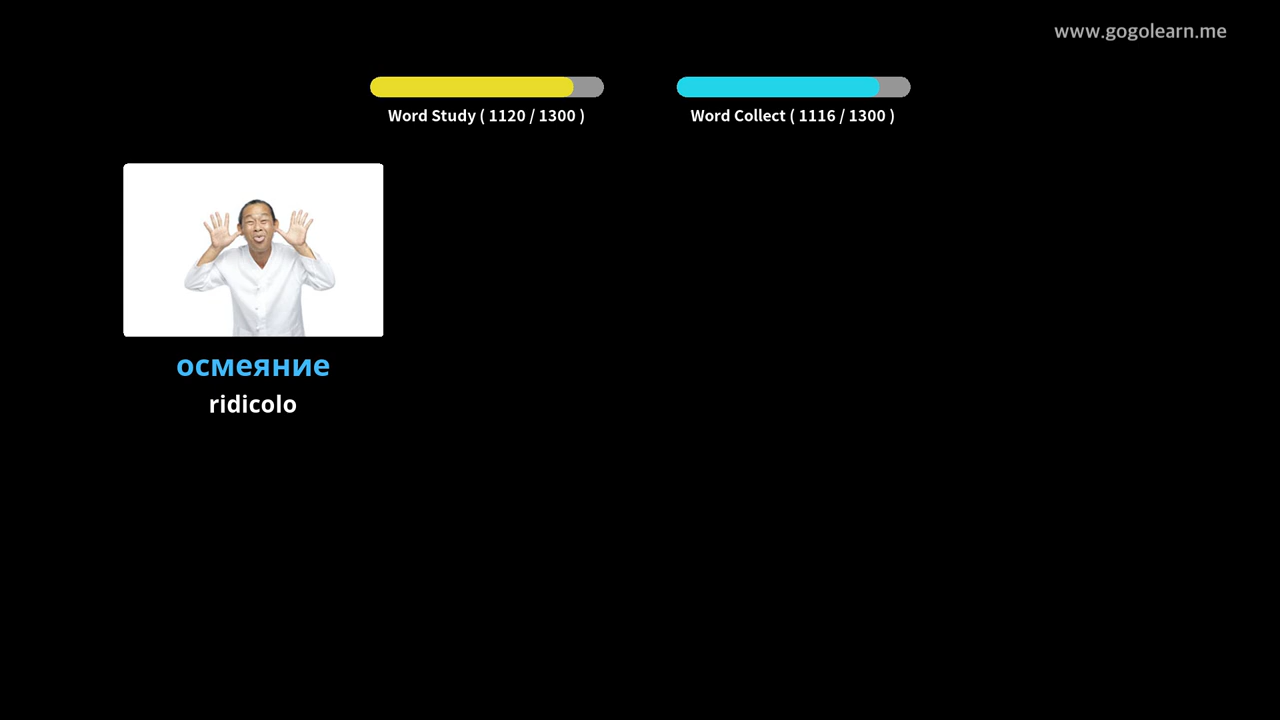 www.gogolearn.me
Word Study ( 1120 / 1300 )
Word Collect ( 1116 / 1300 )
осмеяние
ridicolo